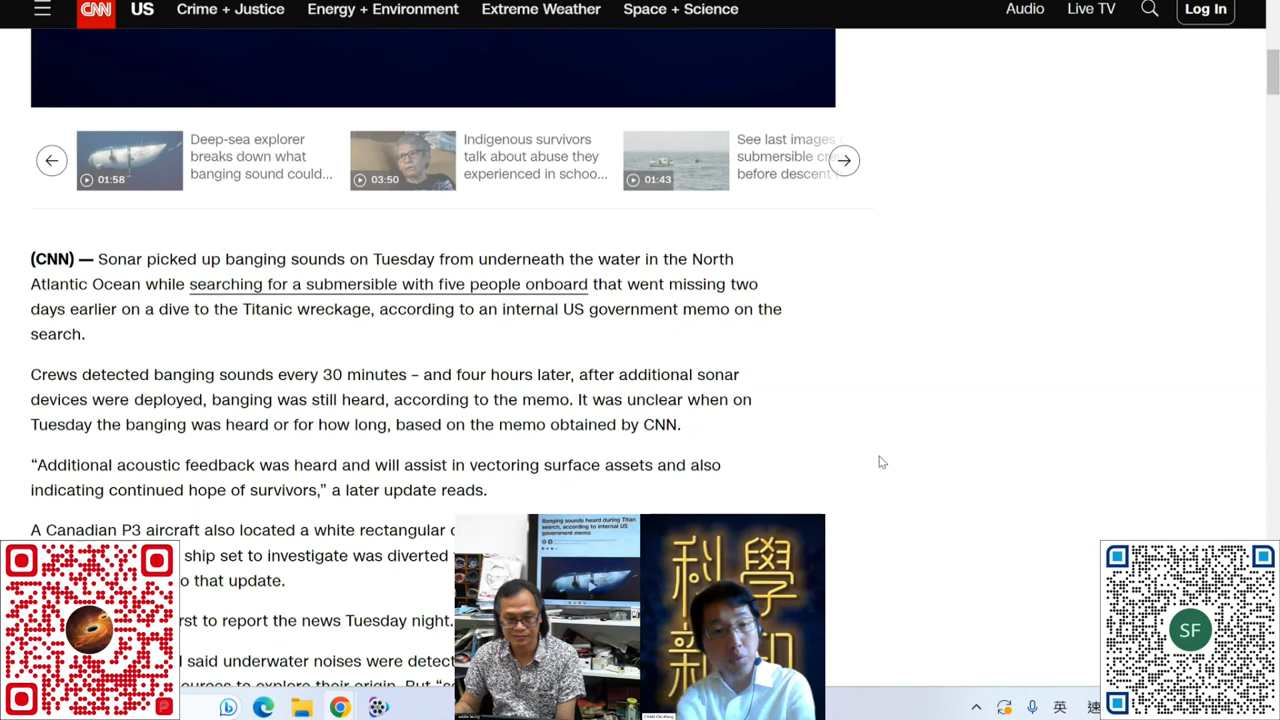 CNN
US
Crime + Justice
Energy + Environment
Extreme Weather
Space + Science
Audio
Live TV
Log In
Deep-sea explorer
breaks down what
banging sound could...
01:58
Indigenous survivors
talk about abuse they
experienced in schoo...
03:50
See last images
submersible
before descent
01:43
(CNN) — Sonar picked up banging sounds on Tuesday from underneath the water in the North
Atlantic Ocean while searching for a submersible with five people onboard that went missing two
days earlier on a dive to the Titanic wreckage, according to an internal US government memo on the
search.
Crews detected banging sounds every 30 minutes – and four hours later, after additional sonar
devices were deployed, banging was still heard, according to the memo. It was unclear when on
Tuesday the banging was heard or for how long, based on the memo obtained by CNN.
“Additional acoustic feedback was heard and will assist in vectoring surface assets and also
indicating continued hope of survivors,” a later update reads.
A Canadian P3 aircraft also located a white rectangular
ship set to investigate was diverted
o that update.
rst to report the news Tuesday night.
said underwater noises were
to explore their origin. But
Banging sounds heard during Titan
search, according to internal US
government memo
科學
新知
SF
英
速